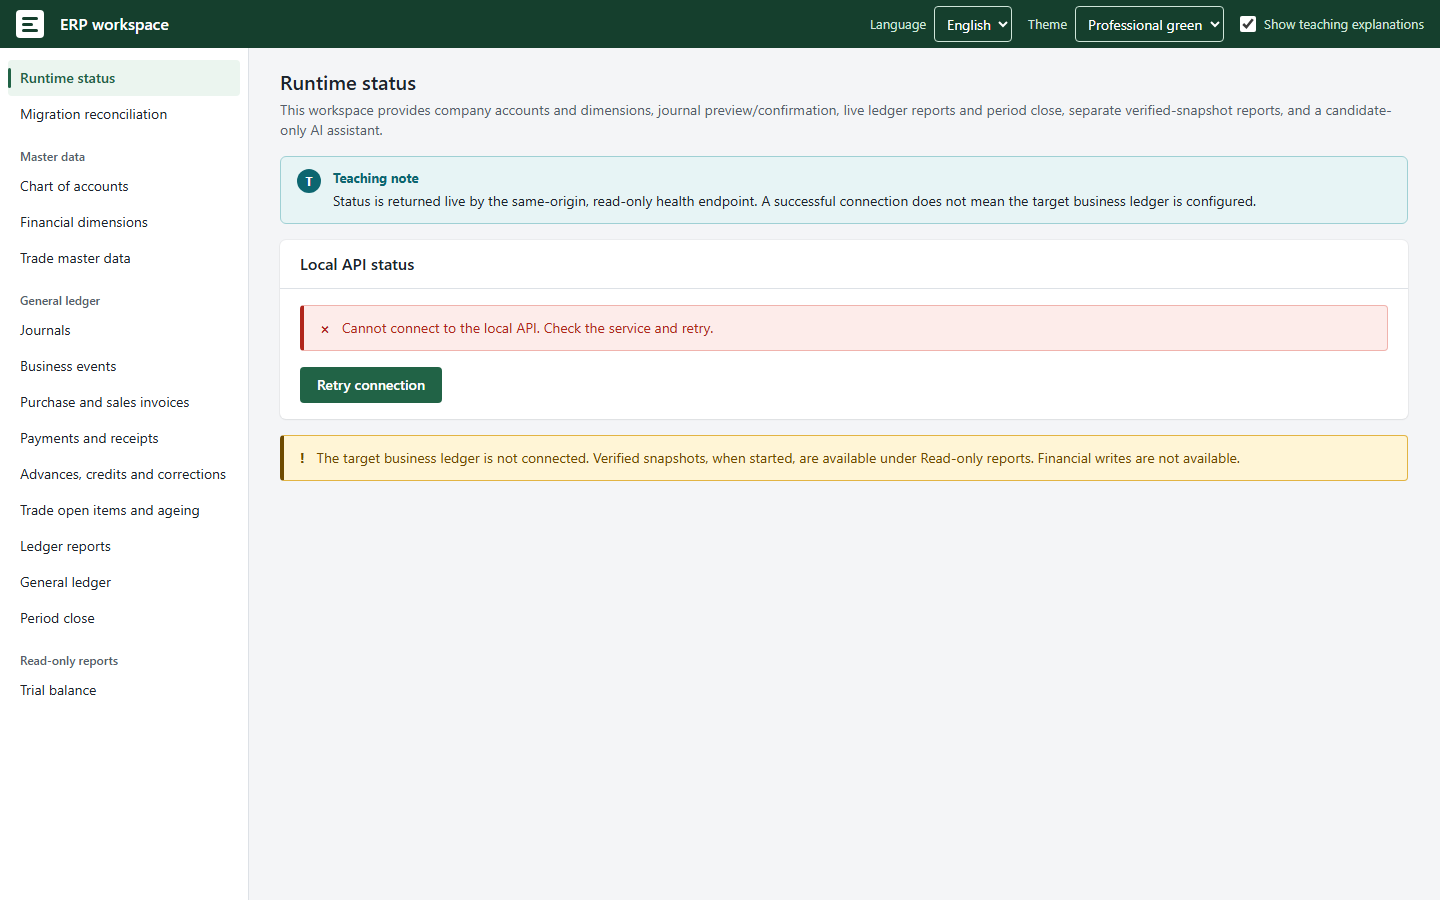 ERP workspace
Language English Theme Professional green Show teaching explanations
Runtime status
Migration reconciliation
Master data
Chart of accounts
Financial dimensions
Trade master data
General ledger
Journals
Business events
Purchase and sales invoices
Payments and receipts
Advances, credits and corrections
Trade open items and ageing
Ledger reports
General ledger
Period close
Read-only reports
Trial balance
Runtime status
This workspace provides company accounts and dimensions, journal preview/confirmation, live ledger reports and period close, separate verified-snapshot reports, and a candidate-
only AI assistant.
T
Teaching note
Status is returned live by the same-origin, read-only health endpoint. A successful connection does not mean the target business ledger is configured.
Local API status
× Cannot connect to the local API. Check the service and retry.
Retry connection
! The target business ledger is not connected. Verified snapshots, when started, are available under Read-only reports. Financial writes are not available.